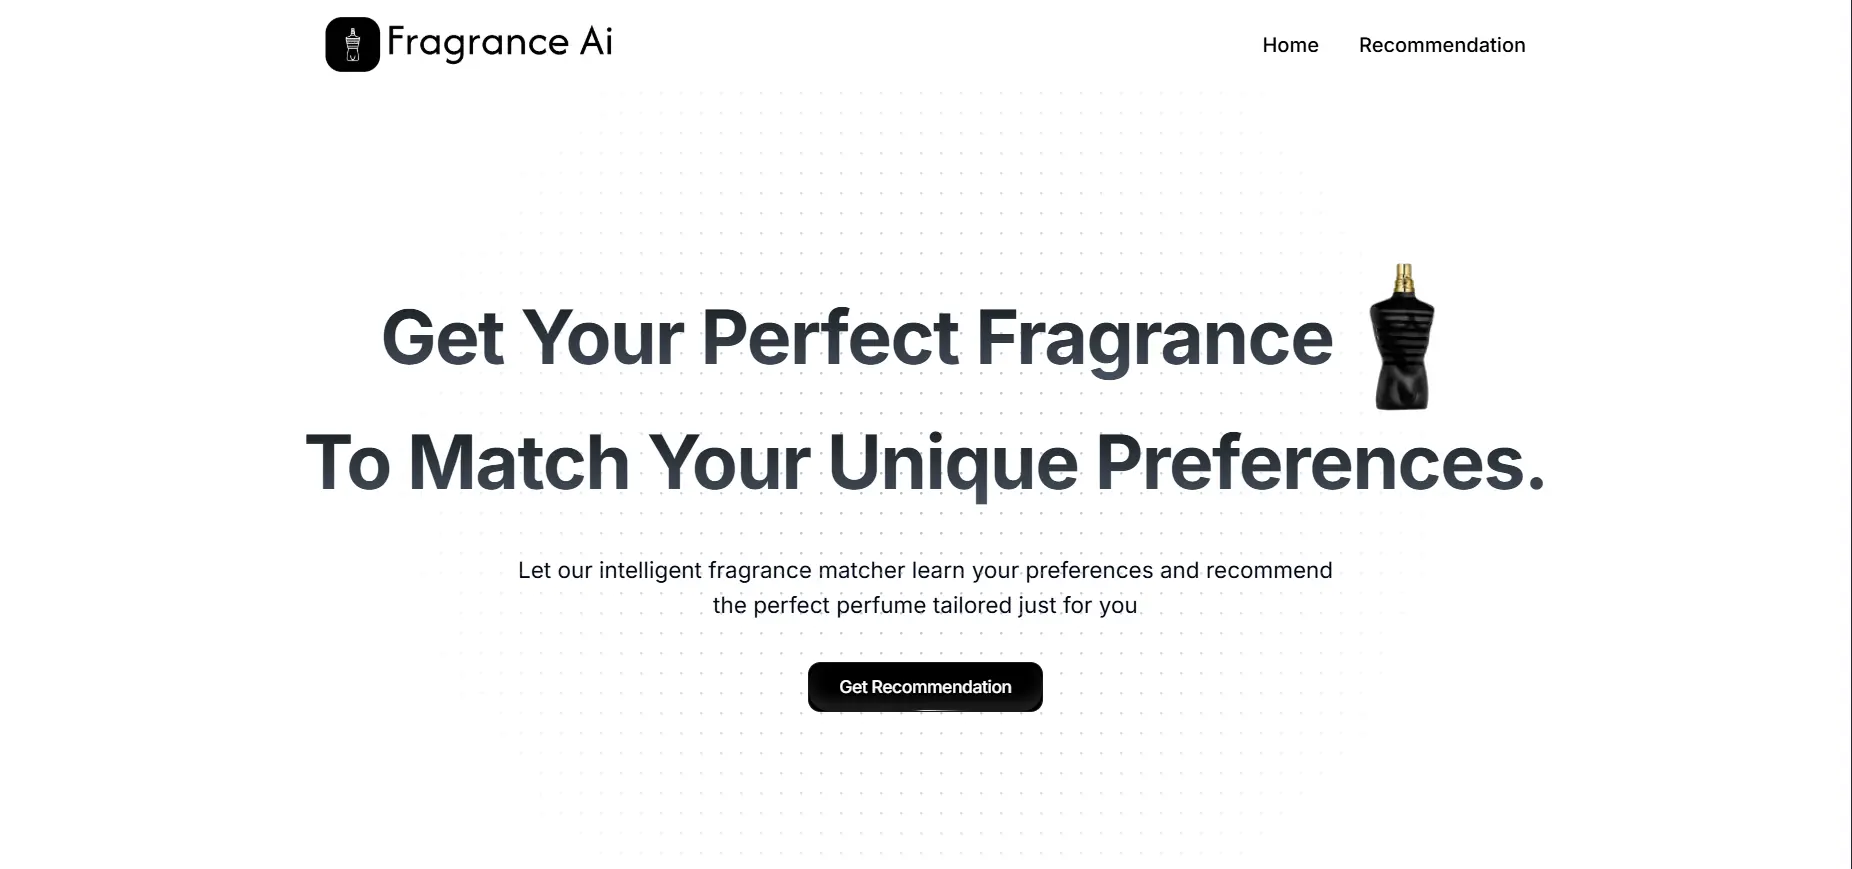 Fragrance Ai
Home
Recommendation
Get Your Perfect Fragrance
To Match Your Unique Preferences.
Let our intelligent fragrance matcher learn your preferences and recommend
the perfect perfume tailored just for you
Get Recommendation